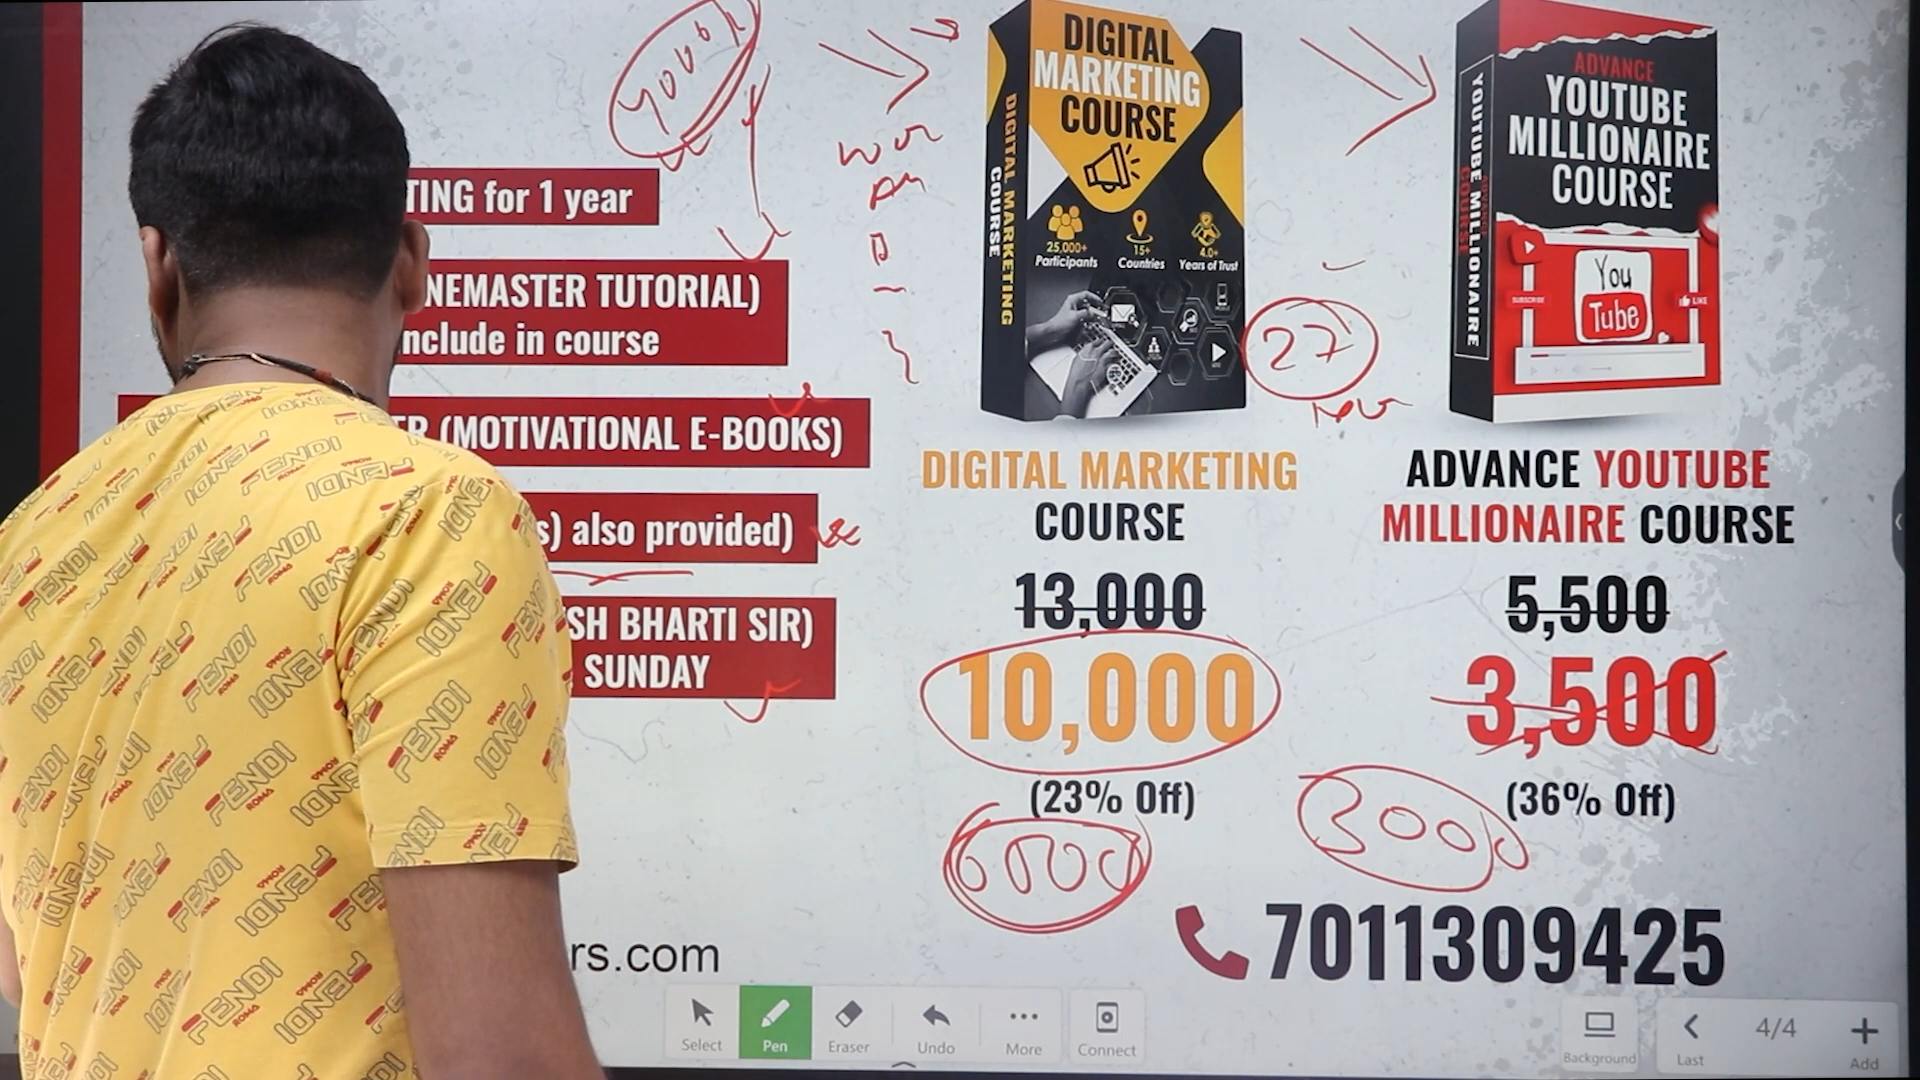 TING for 1 year
NEMASTER TUTORIAL)
nclude in course
ER (MOTIVATIONAL E-BOOKS)
s) also provided)
SH BHARTI SIR)
SUNDAY
rs.com
DIGITAL
MARKETING
COURSE
DIGITAL MARKETING
COURSE
25,000+
Participants
15+
Countries
4.0+
Years of Trust
27
DIGITAL MARKETING
COURSE
13,000
10,000
(23% Off)
ADVANCE
YOUTUBE
MILLIONAIRE
COURSE
YOUTUBE MILLIONAIRE
COURSE
You
Tube
SUBSCRIBE
LIKE
ADVANCE YOUTUBE
MILLIONAIRE COURSE
5,500
3,500
(36% Off)
3000
7011309425
FENDI
ROMA
Select
Pen
Eraser
Undo
More
Connect
Background
Last
4/4
Add